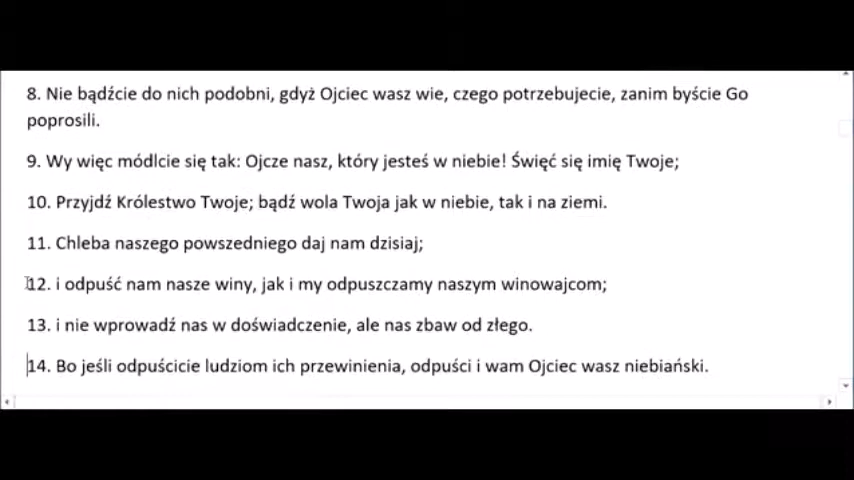 8. Nie bądźcie do nich podobni, gdyż Ojciec wasz wie, czego potrzebujecie, zanim byście Go
poprosili.
9. Wy więc módlcie się tak: Ojcze nasz, który jesteś w niebie! Święć się imię Twoje;
10. Przyjdź Królestwo Twoje; bądź wola Twoja jak w niebie, tak i na ziemi.
11. Chleba naszego powszedniego daj nam dzisiaj;
12. i odpuść nam nasze winy, jak i my odpuszczamy naszym winowajcom;
13. i nie wprowadź nas w doświadczenie, ale nas zbaw od złego.
14. Bo jeśli odpuścicie ludziom ich przewinienia, odpuści i wam Ojciec wasz niebiański.